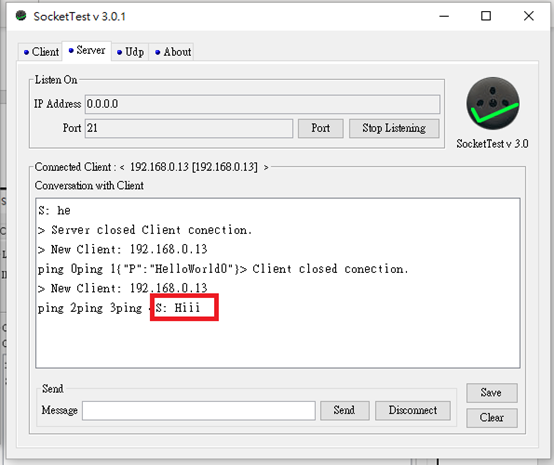 SocketTest v 3.0.1
Client
Server
Udp
About
Listen On
IP Address 0.0.0.0
Port 21 Port Stop Listening
SocketTest v 3.0
Connected Client : < 192.168.0.13 [192.168.0.13] >
Conversation with Client
S: he
> Server closed Client conection.
> New Client: 192.168.0.13
ping 0ping 1{"P":"HelloWorld0"}> Client closed conection.
> New Client: 192.168.0.13
ping 2ping 3ping S: Hiii
Send
Message Send Disconnect
Save
Clear